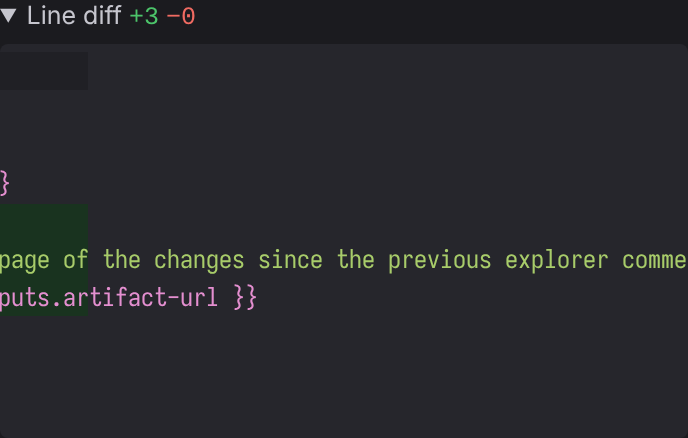 ▼ Line diff +3 −0
}
page of the changes since the previous explorer comme
puts.artifact-url }}